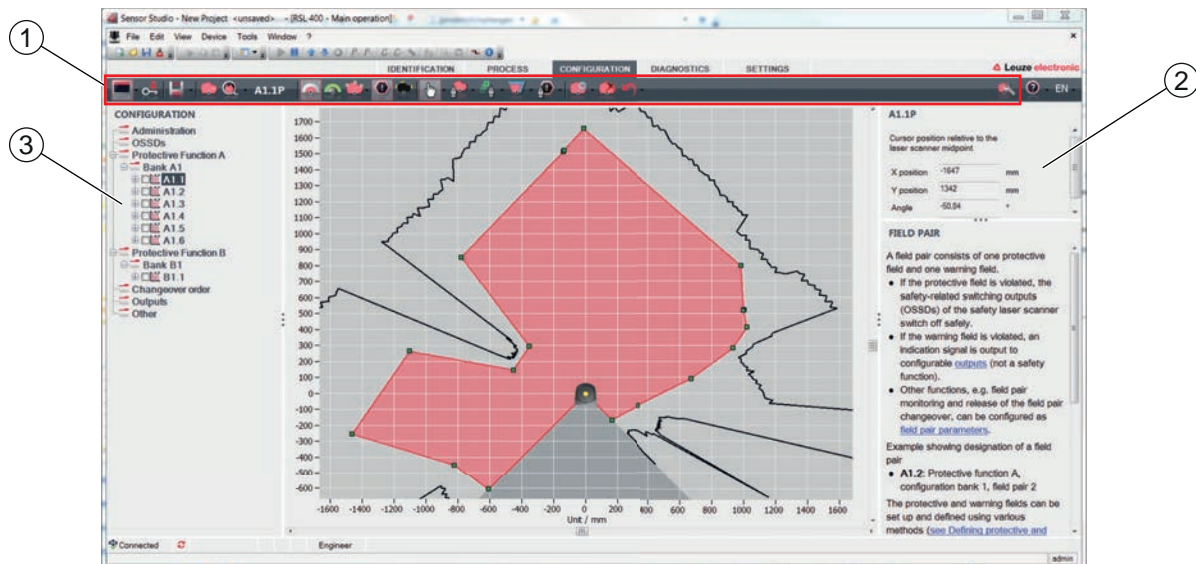 1
2
3
Sensor Studio - New Project <unsaved> - [RSL 400 - Main operation]
File Edit View Device Tools Window ?
IDENTIFICATION PROCESS CONFIGURATION DIAGNOSTICS SETTINGS
Leuze electronic
A1.1P
EN
CONFIGURATION
Administration
OSSDs
Protective Function A
Bank A1
A1.1
A1.2
A1.3
A1.4
A1.5
A1.6
Protective Function B
Bank B1
B1.1
Changeover order
Outputs
Other
1700
1600
1500
1400
1300
1200
1100
1000
900
800
700
600
500
400
300
200
100
0
-100
-200
-300
-400
-500
-600
-1600 -1400 -1200 -1000 -800 -600 -400 -200 0 200 400 600 800 1000 1200 1400 1600
Unt / mm
A1.1P
Cursor position relative to the
laser scanner midpoint
X position -1647 mm
Y position 1342 mm
Angle -50.84 °
FIELD PAIR
A field pair consists of one protective
field and one warning field.
• If the protective field is violated, the
safety-related switching outputs
(OSSDs) of the safety laser scanner
switch off safely.
• If the warning field is violated, an
indication signal is output to
configurable outputs (not a safety
function).
• Other functions, e.g. field pair
monitoring and release of the field pair
changeover, can be configured as
field pair parameters.
Example showing designation of a field
pair
• A1.2: Protective function A,
configuration bank 1, field pair 2
The protective and warning fields can be
set up and defined using various
methods (see Defining protective and
Connected
Engineer
admin